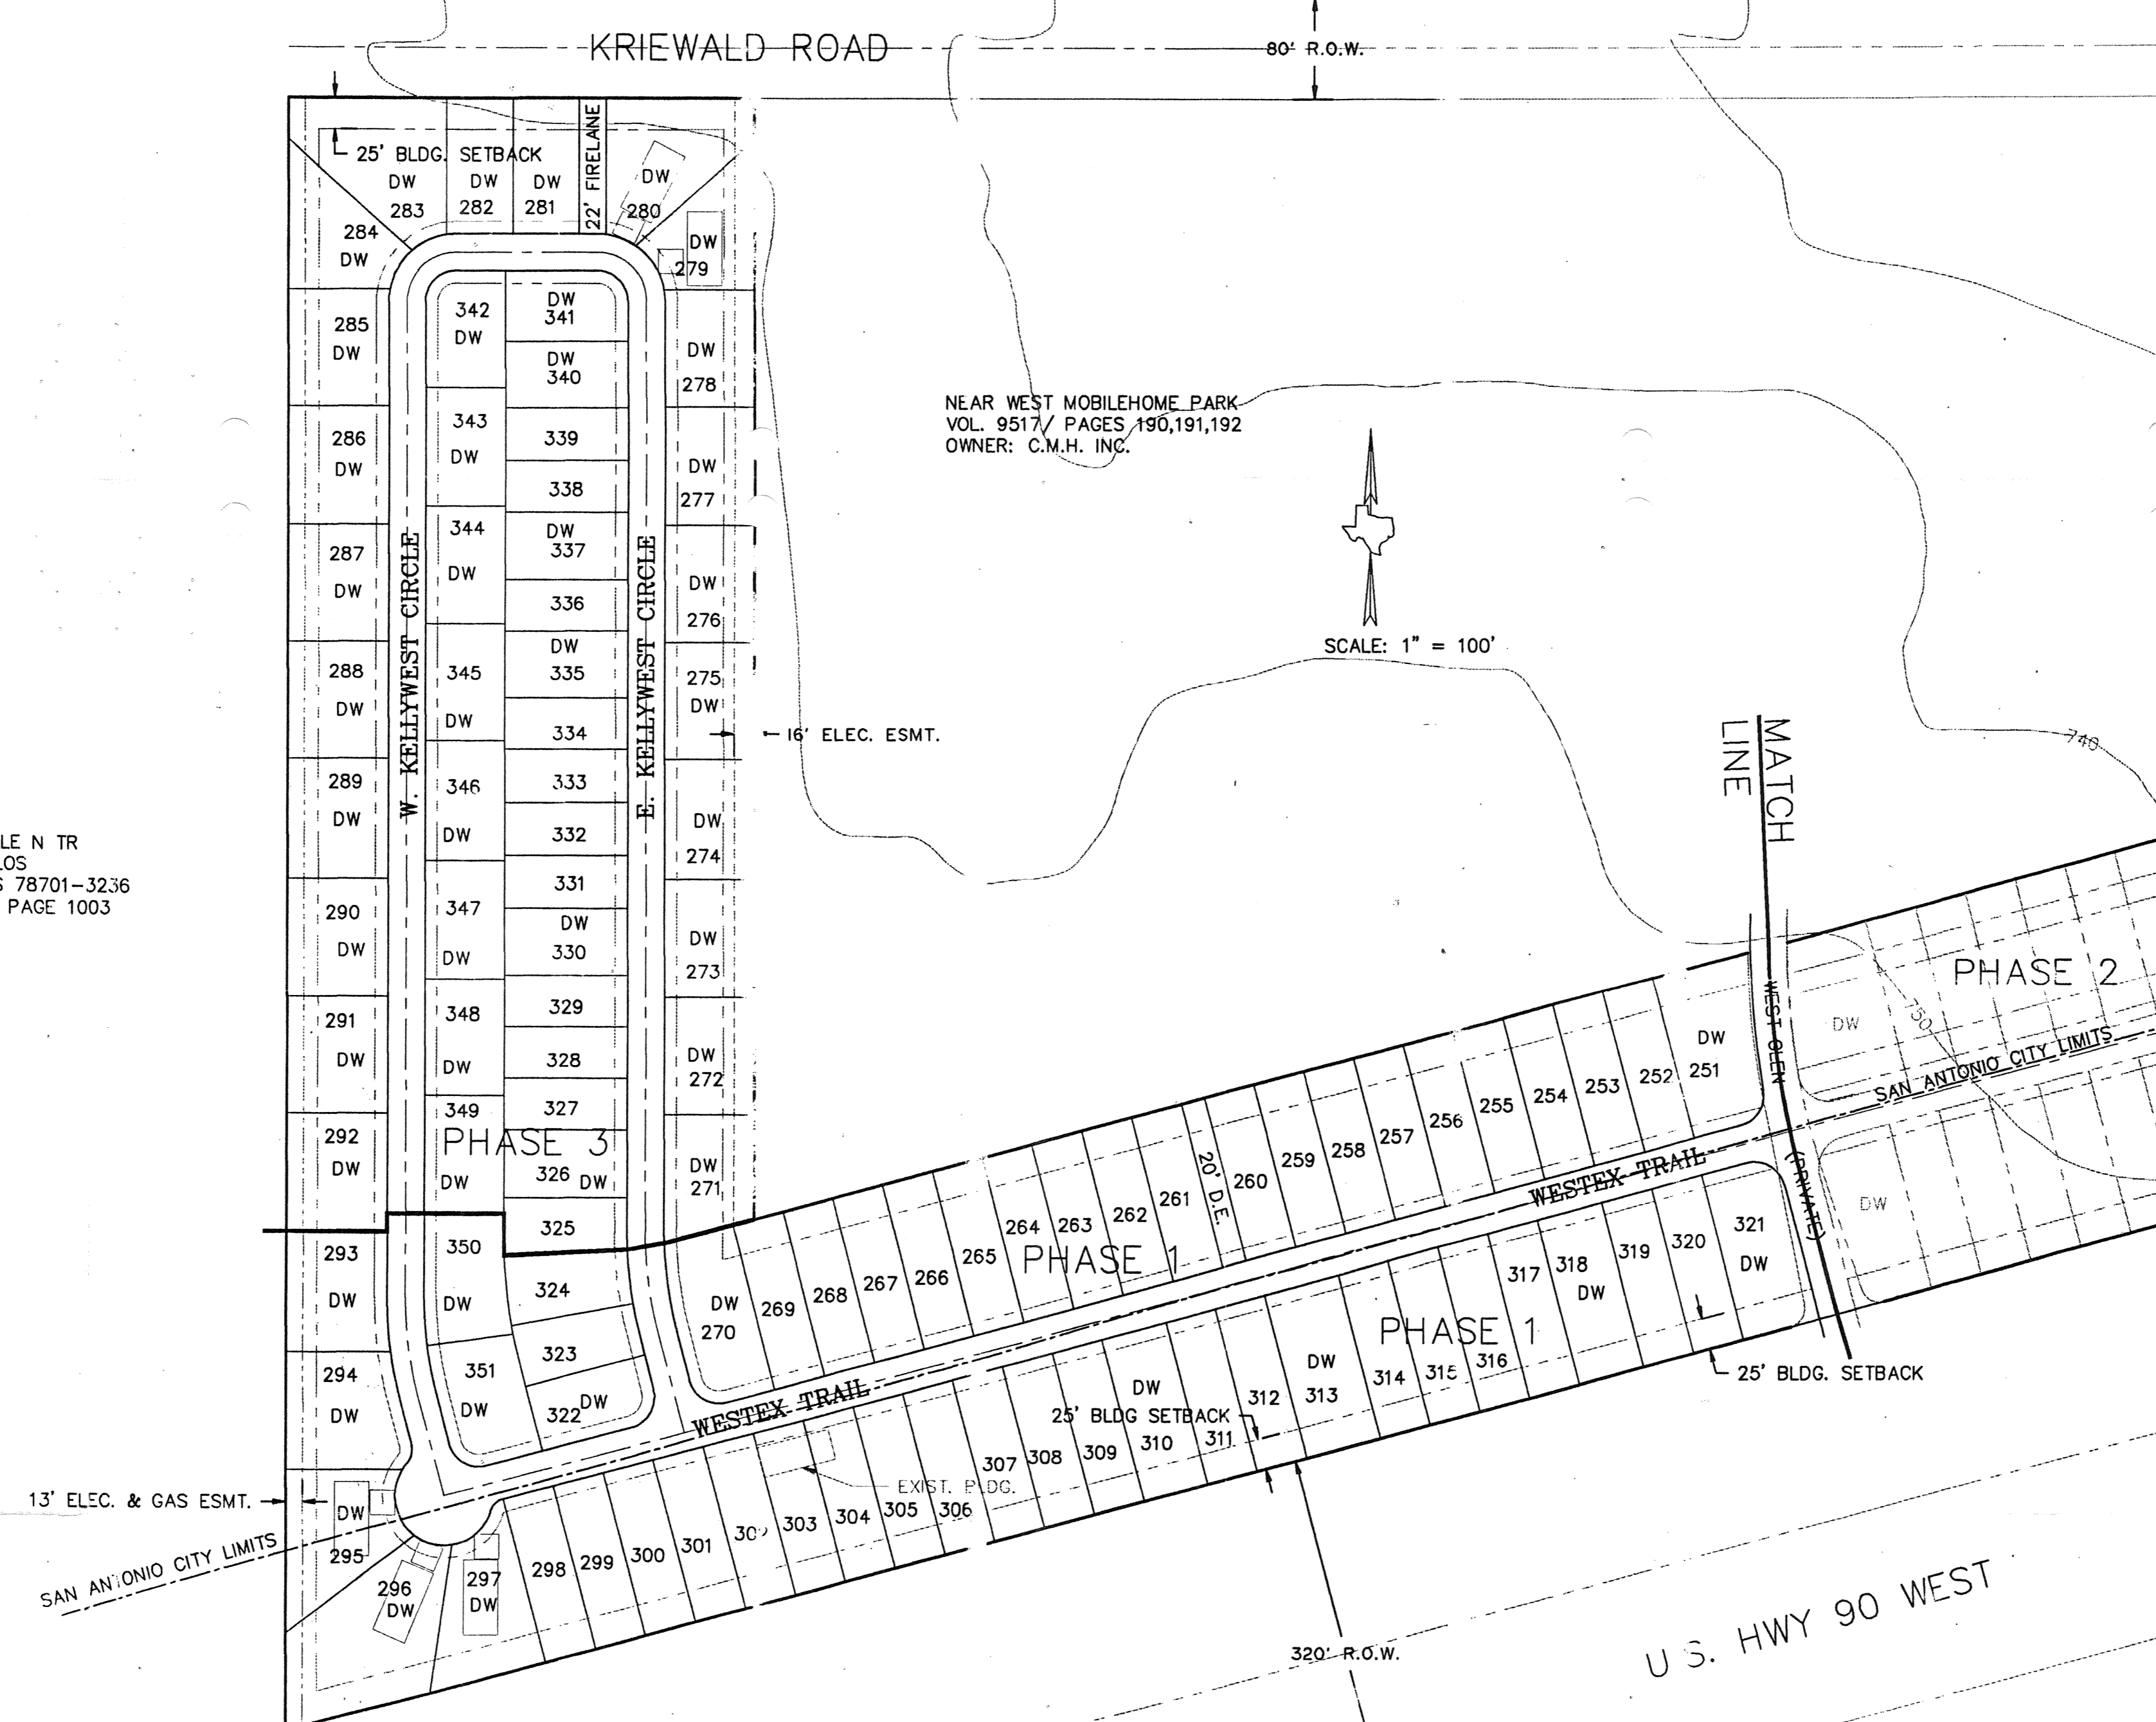 KRIEWALD ROAD
80' R.O.W.
25' BLDG. SETBACK
22' FIRELANE
DW
283
DW
282
DW
281
DW
280
284
DW
DW
279
285
DW
342
DW
DW
341
DW
278
286
DW
343
DW
DW
340
339
DW
277
287
DW
344
DW
338
DW
337
DW
276
288
DW
345
DW
336
DW
335
275
DW
289
DW
346
DW
334
333
DW
274
290
DW
347
DW
332
331
DW
273
291
DW
348
DW
DW
330
329
DW
272
292
DW
349
DW
328
327
DW
271
PHASE 3
326 DW
325
W. KELLYWEST CIRCLE
E. KELLYWEST CIRCLE
16' ELEC. ESMT.
NEAR WEST MOBILEHOME PARK
VOL. 9517/ PAGES 190,191,192
OWNER: C.M.H. INC.
SCALE: 1" = 100'
MATCH
LINE
740
750
LE N TR
LOS
78701-3236
PAGE 1003
PHASE 2
DW
SAN ANTONIO CITY LIMITS
DW
WEST GLEN
(PRIVATE)
293
DW
350
DW
324
294
DW
351
DW
323
322 DW
DW
270
269
268
267
266
265
264
263
262
261
20' D.E.
260
259
258
257
256
255
254
253
252
DW
251
PHASE 1
WESTEX TRAIL
WESTEX TRAIL
PHASE 1
13' ELEC. & GAS ESMT.
SAN ANTONIO CITY LIMITS
DW
295
296
DW
297
DW
298
299
300
301
303
304
305
306
EXIST. BLDG.
307
308
309
DW
310
311
25' BLDG SETBACK
312
DW
313
314
315
316
317
318
DW
319
320
321
DW
25' BLDG. SETBACK
320' R.O.W.
U.S. HWY 90 WEST